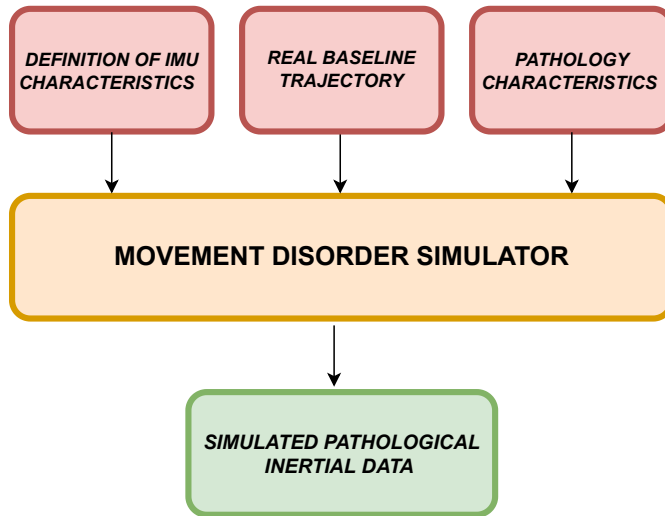 DEFINITION OF IMU
CHARACTERISTICS
REAL BASELINE
TRAJECTORY
PATHOLOGY
CHARACTERISTICS
MOVEMENT DISORDER SIMULATOR
SIMULATED PATHOLOGICAL
INERTIAL DATA